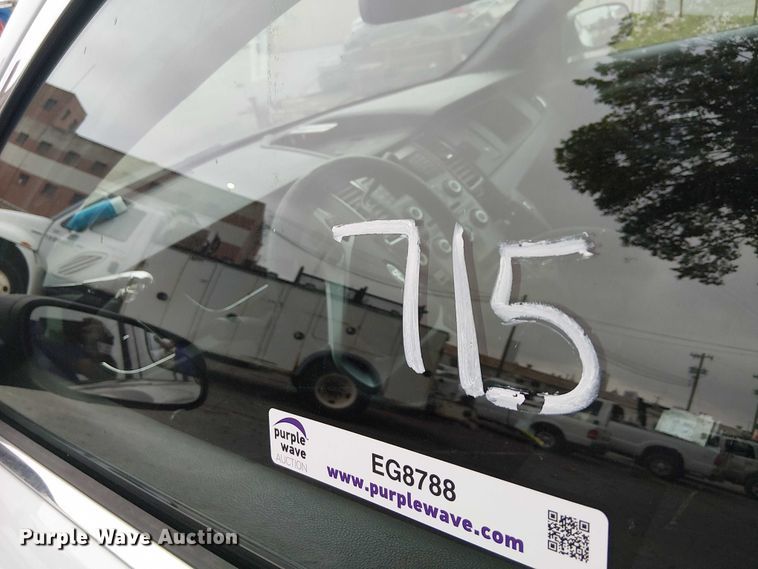 715
purple
wave
AUCTION
EG8788
www.purplewave.com
Purple Wave Auction